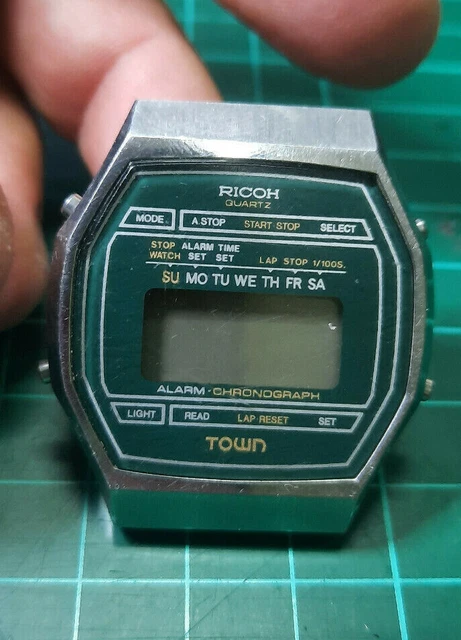 RICOH
QUARTZ
MODE A.STOP START·STOP SELECT
STOP ALARM TIME
WATCH SET SET LAP STOP 1/100S.
SU MO TU WE TH FR SA
ALARM-CHRONOGRAPH
LIGHT READ LAP·RESET SET
TOWN